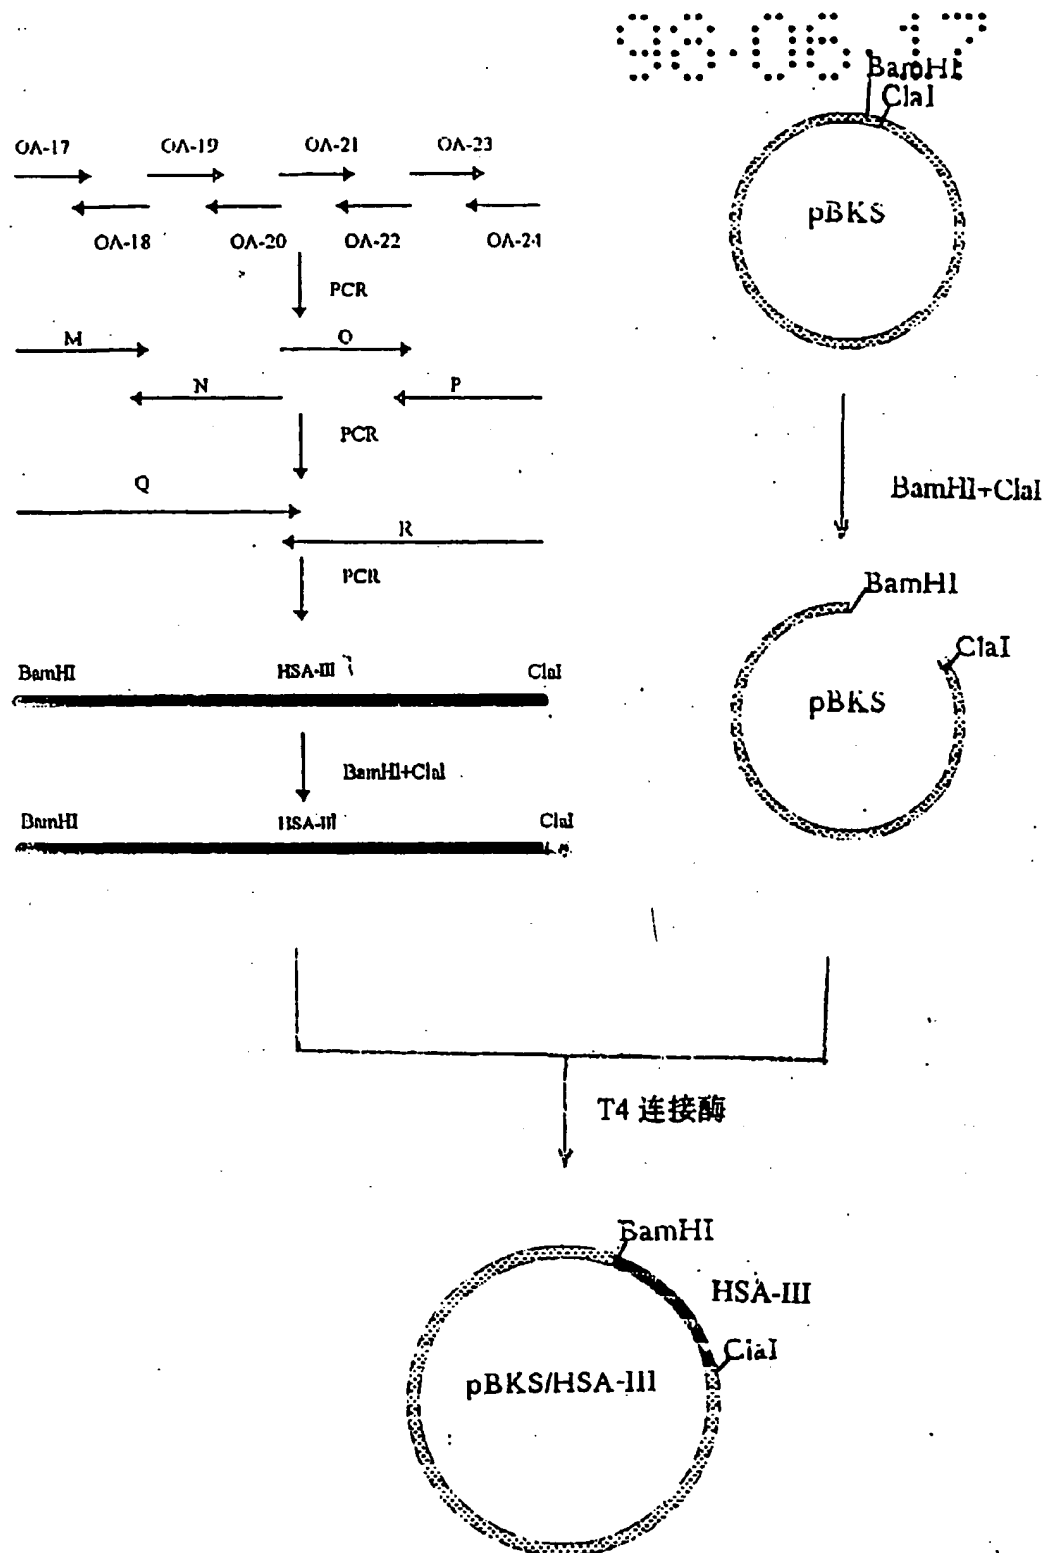 98.06.17
OA-17 OA-19 OA-21 OA-23
OA-18 OA-20 OA-22 OA-24
PCR
M O
N P
PCR
Q
R
PCR
BamHI HSA-III ClaI
BamHI+ClaI
BamHI HSA-III ClaI
BamHI
ClaI
pBKS
BamHI+ClaI
BamHI
ClaI
pBKS
T4 连接酶
BamHI
HSA-III
ClaI
pBKS/HSA-III